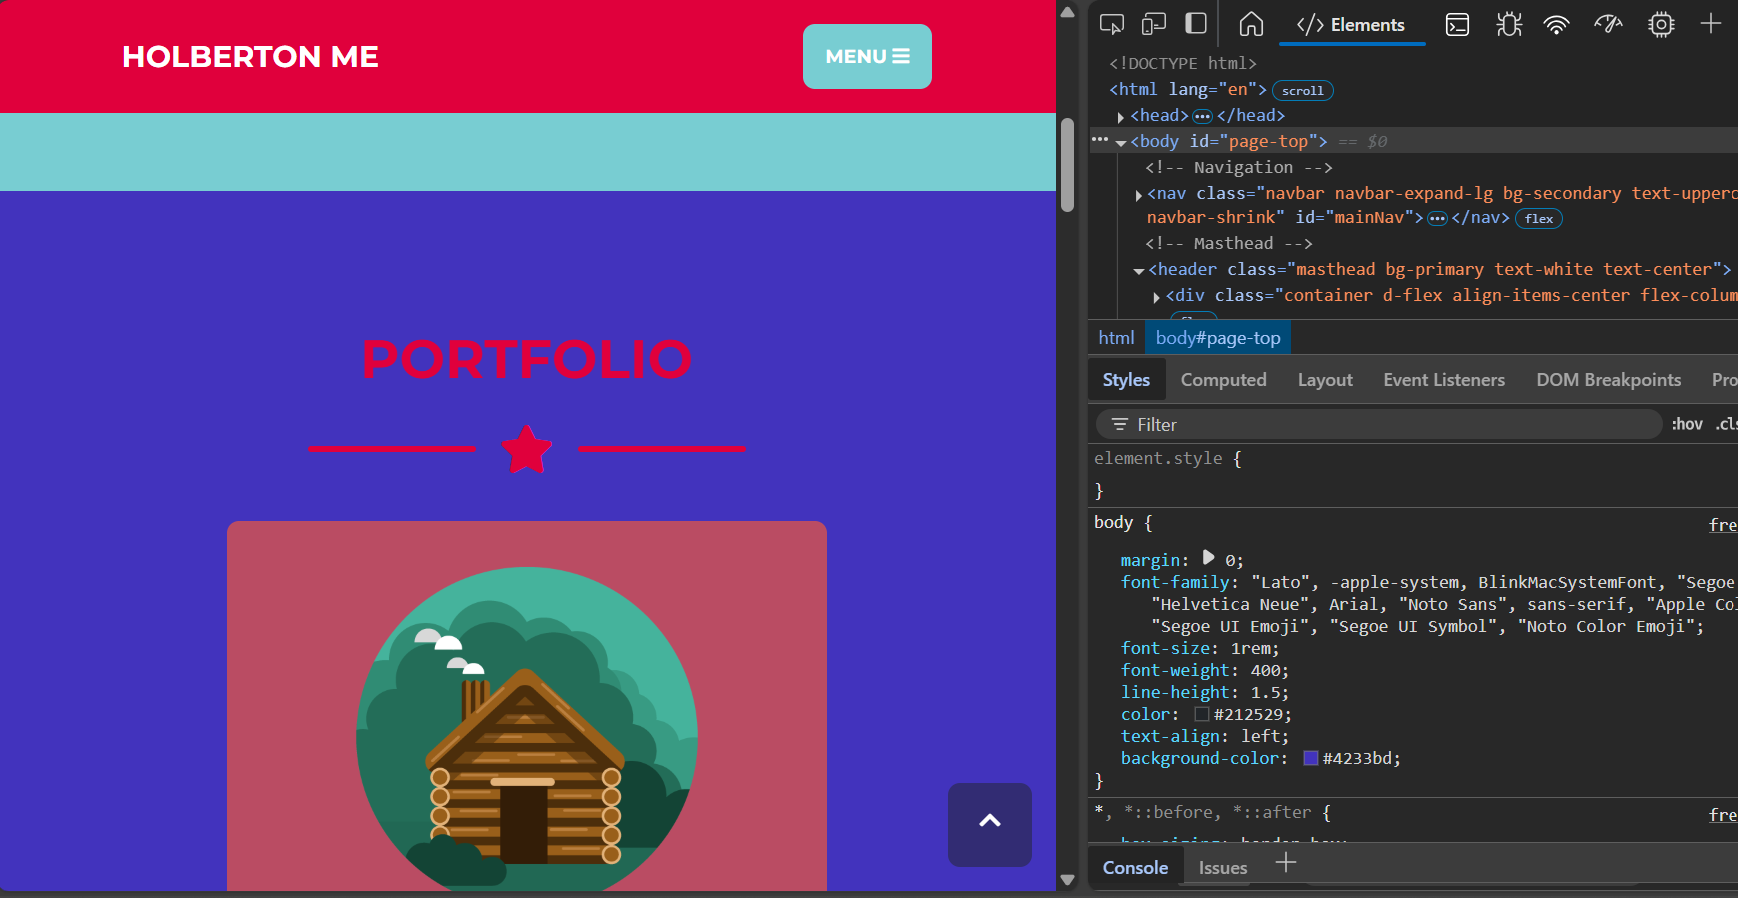 HOLBERTON ME
MENU
PORTFOLIO
Elements
<!DOCTYPE html>
<html lang="en"> scroll
<head> ••• </head>
••• <body id="page-top"> == $0
<!-- Navigation -->
<nav class="navbar navbar-expand-lg bg-secondary text-upperc
navbar-shrink" id="mainNav"> ••• </nav> flex
<!-- Masthead -->
<header class="masthead bg-primary text-white text-center">
<div class="container d-flex align-items-center flex-colum
html body#page-top
Styles Computed Layout Event Listeners DOM Breakpoints Pro
Filter :hov .cls
element.style {
}
body { fre
margin: 0;
font-family: "Lato", -apple-system, BlinkMacSystemFont, "Segoe
"Helvetica Neue", Arial, "Noto Sans", sans-serif, "Apple Col
"Segoe UI Emoji", "Segoe UI Symbol", "Noto Color Emoji";
font-size: 1rem;
font-weight: 400;
line-height: 1.5;
color: #212529;
text-align: left;
background-color: #4233bd;
}
*, *::before, *::after { fre
Console Issues